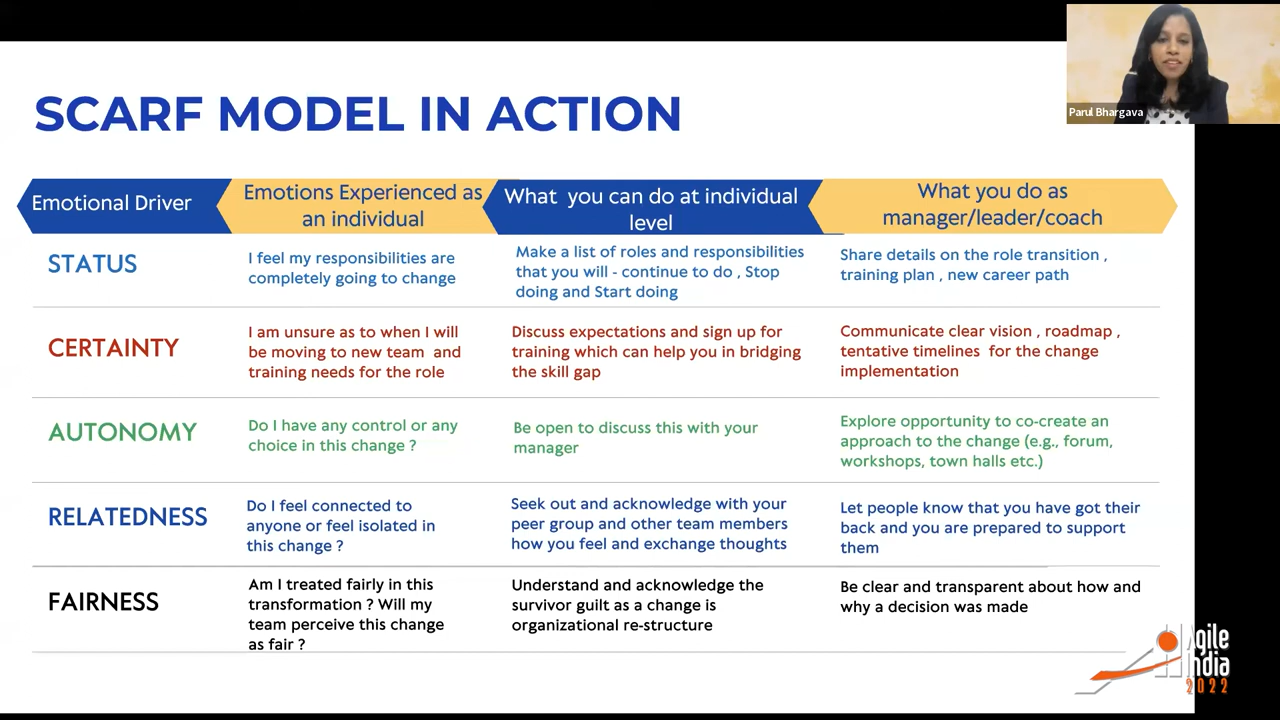 Parul Bhargava
SCARF MODEL IN ACTION
Emotional Driver
Emotions Experienced as
an individual
What you can do at individual
level
What you do as
manager/leader/coach
STATUS
I feel my responsibilities are
completely going to change
Make a list of roles and responsibilities
that you will - continue to do , Stop
doing and Start doing
Share details on the role transition ,
training plan , new career path
CERTAINTY
I am unsure as to when I will
be moving to new team and
training needs for the role
Discuss expectations and sign up for
training which can help you in bridging
the skill gap
Communicate clear vision , roadmap ,
tentative timelines for the change
implementation
AUTONOMY
Do I have any control or any
choice in this change ?
Be open to discuss this with your
manager
Explore opportunity to co-create an
approach to the change (e.g., forum,
workshops, town halls etc.)
RELATEDNESS
Do I feel connected to
anyone or feel isolated in
this change ?
Seek out and acknowledge with your
peer group and other team members
how you feel and exchange thoughts
Let people know that you have got their
back and you are prepared to support
them
FAIRNESS
Am I treated fairly in this
transformation ? Will my
team perceive this change
as fair ?
Understand and acknowledge the
survivor guilt as a change is
organizational re-structure
Be clear and transparent about how and
why a decision was made
Agile
India
2022